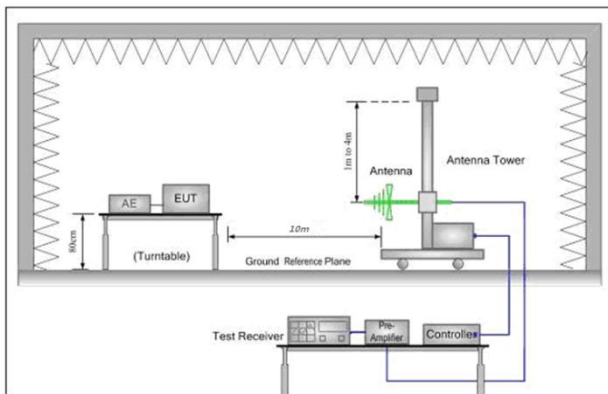 1m to 4m
Antenna
Antenna Tower
AE
EUT
80cm
(Turntable)
10m
Ground Reference Plane
Test Receiver
Pre-
Amplifier
Controller